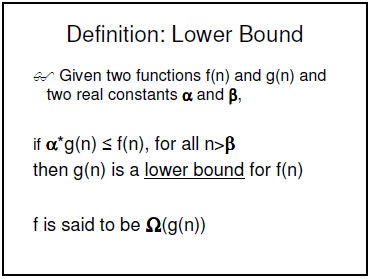 Definition: Lower Bound
Given two functions f(n) and g(n) and
two real constants α and β,
if α*g(n) ≤ f(n), for all n>β
then g(n) is a lower bound for f(n)
f is said to be Ω(g(n))